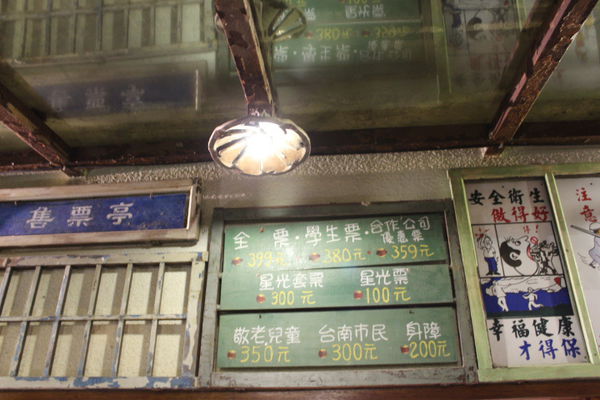 售票亭
全票·學生票·合作公司優惠票
399元 380元 359元
星光套票 星光票
300元 100元
敬老兒童 台南市民 身障
350元 300元 200元
安全衛生
做得好
停!
幸福健康
才得保
注意